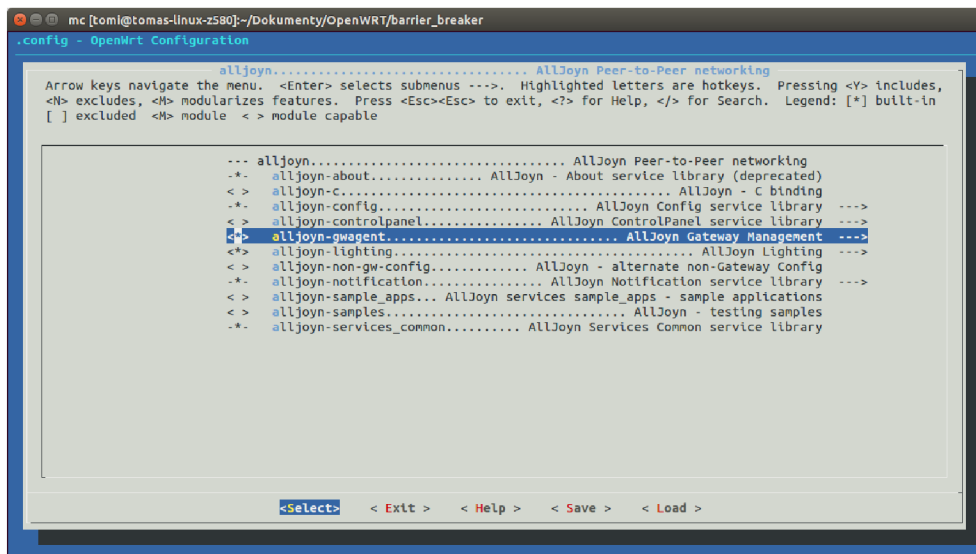 mc [tomi@tomas-linux-z580]:~/Dokumenty/OpenWRT/barrier_breaker
.config - OpenWrt Configuration
alljoyn................................ AllJoyn Peer-to-Peer networking
Arrow keys navigate the menu.  <Enter> selects submenus --->.  Highlighted letters are hotkeys.  Pressing <Y> includes,
<N> excludes, <M> modularizes features.  Press <Esc><Esc> to exit, <?> for Help, </> for Search.  Legend: [*] built-in
[ ] excluded  <M> module  < > module capable
--- alljoyn................................ AllJoyn Peer-to-Peer networking
-*-   alljoyn-about............... AllJoyn - About service library (deprecated)
< >   alljoyn-c......................................... AllJoyn - C binding
-*-   alljoyn-config.......................... AllJoyn Config service library  --->
< >   alljoyn-controlpanel............... AllJoyn ControlPanel service library  --->
<*>   alljoyn-gwagent............................. AllJoyn Gateway Management  --->
<*>   alljoyn-lighting....................................... AllJoyn Lighting  --->
< >   alljoyn-non-gw-config............. AllJoyn - alternate non-Gateway Config
-*-   alljoyn-notification............... AllJoyn Notification service library  --->
< >   alljoyn-sample_apps... AllJoyn services sample_apps - sample applications
< >   alljoyn-samples.............................. AllJoyn - testing samples
-*-   alljoyn-services_common.......... AllJoyn Services Common service library
<Select>    < Exit >    < Help >    < Save >    < Load >